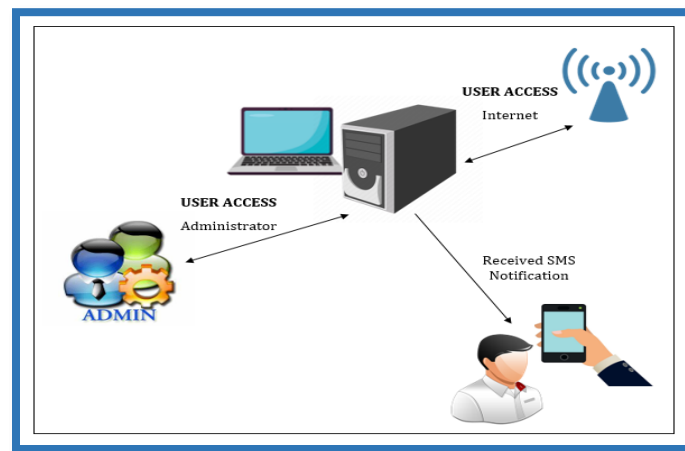 USER ACCESS
Internet
USER ACCESS
Administrator
Received SMS
Notification
ADMIN